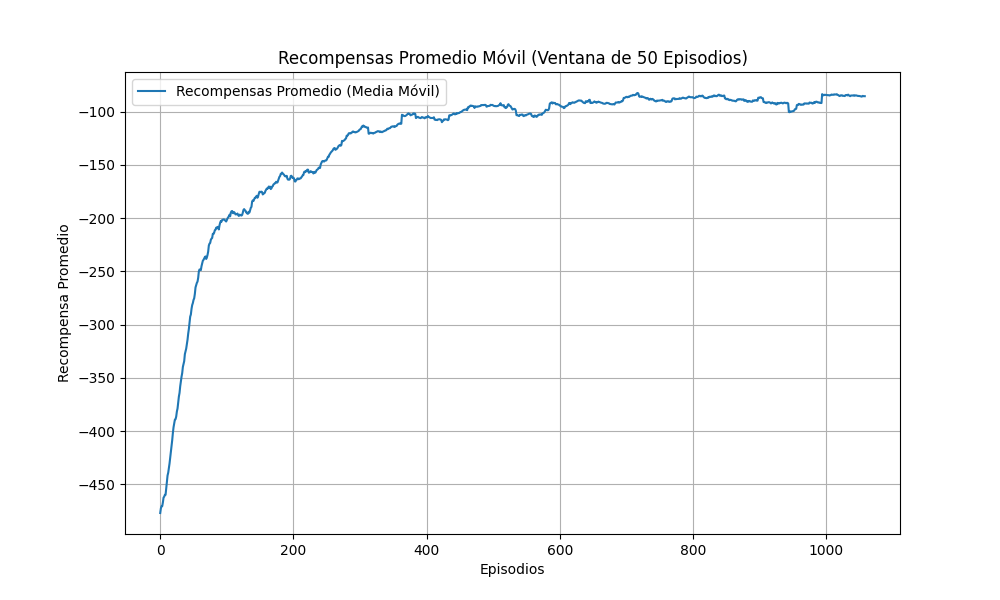 Recompensas Promedio Móvil (Ventana de 50 Episodios)
Recompensas Promedio (Media Móvil)
−100
−150
−200
−250
−300
−350
−400
−450
Recompensa Promedio
0 200 400 600 800 1000
Episodios